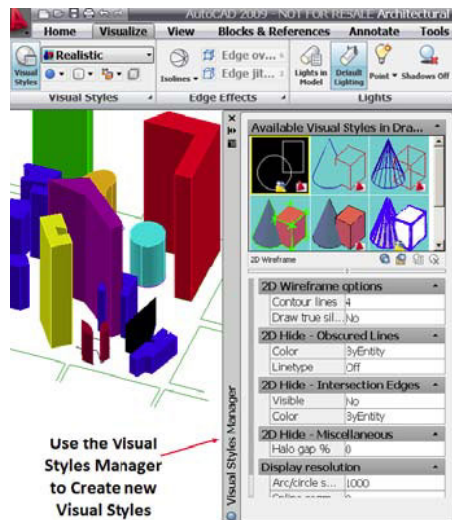 AutoCAD 2009 - NOT FOR RESALE Architectural
Home Visualize View Blocks & References Annotate Tools
Visual Styles
Realistic
Isolines
Edge ov...
Edge jit...
Lights in Model
Default Lighting
Point
Shadows Off
Visual Styles Edge Effects Lights
Available Visual Styles in Dra...
2D Wireframe
2D Wireframe options
Contour lines 4
Draw true sil... No
2D Hide - Obscured Lines
Color ByEntity
Linetype Off
2D Hide - Intersection Edges
Visible No
Color ByEntity
2D Hide - Miscellaneous
Halo gap % 0
Display resolution
Arc/circle s... 1000
Visual Styles Manager
Use the Visual
Styles Manager
to Create new
Visual Styles